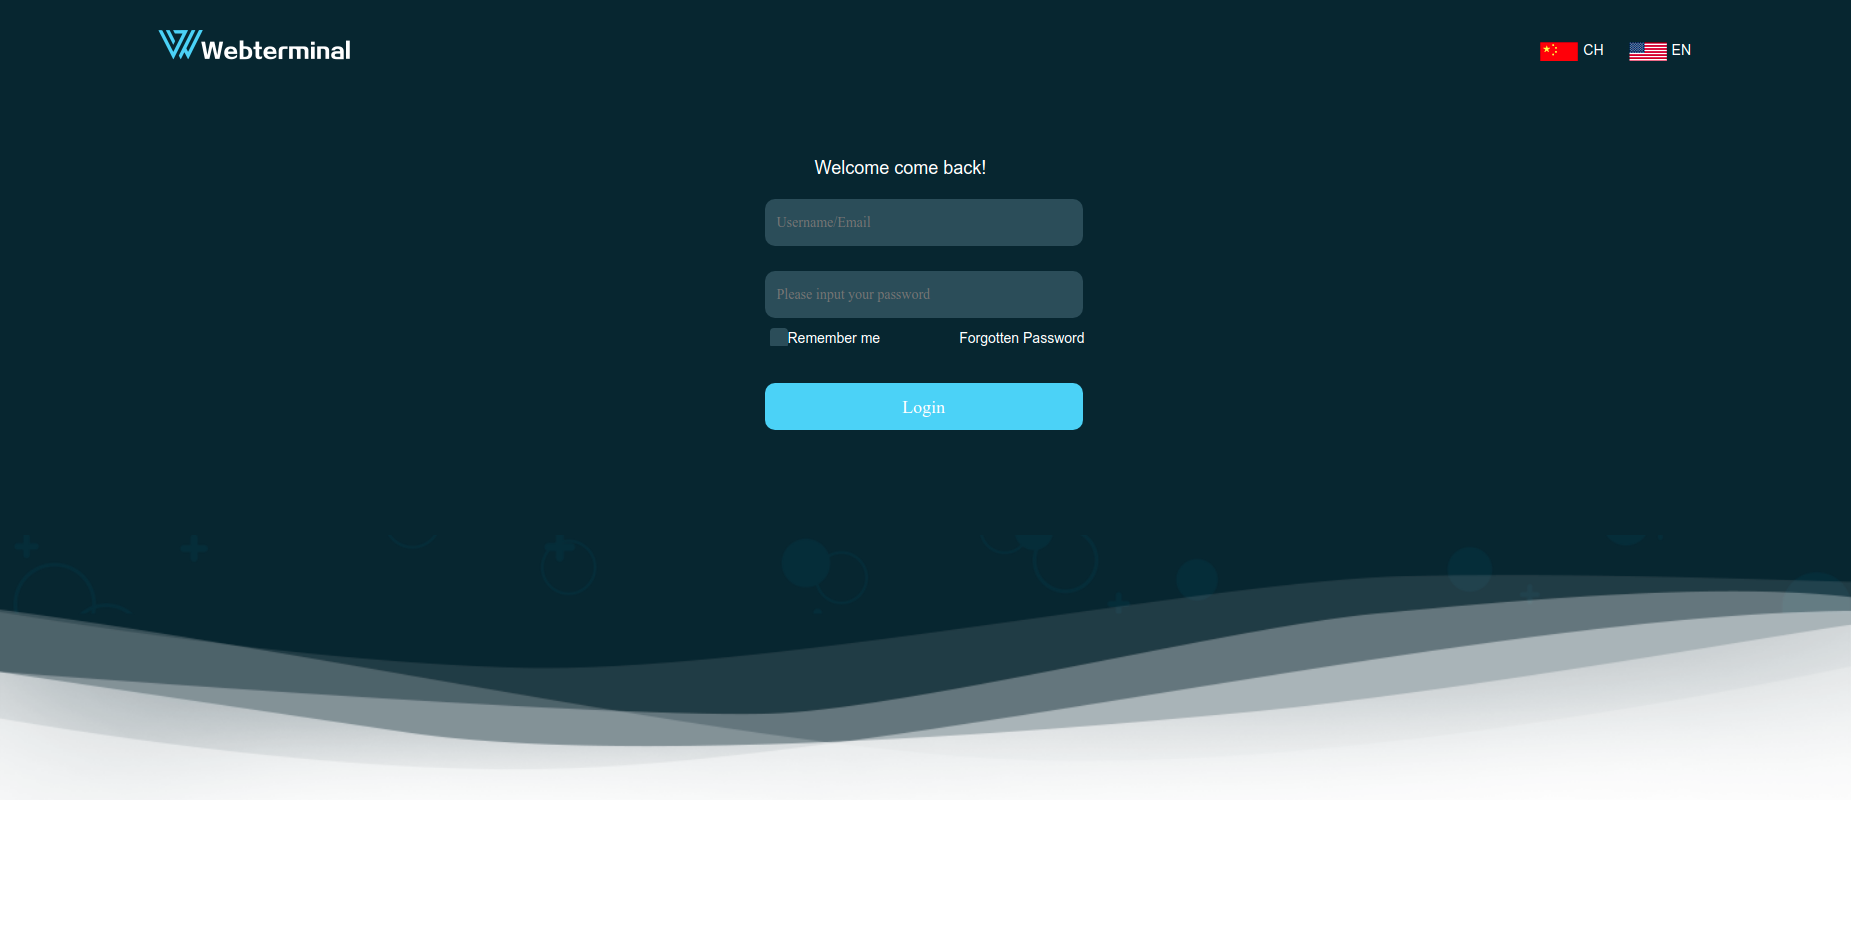 Webterminal
CH EN
Welcome come back!
Username/Email
Please input your password
Remember me Forgotten Password
Login